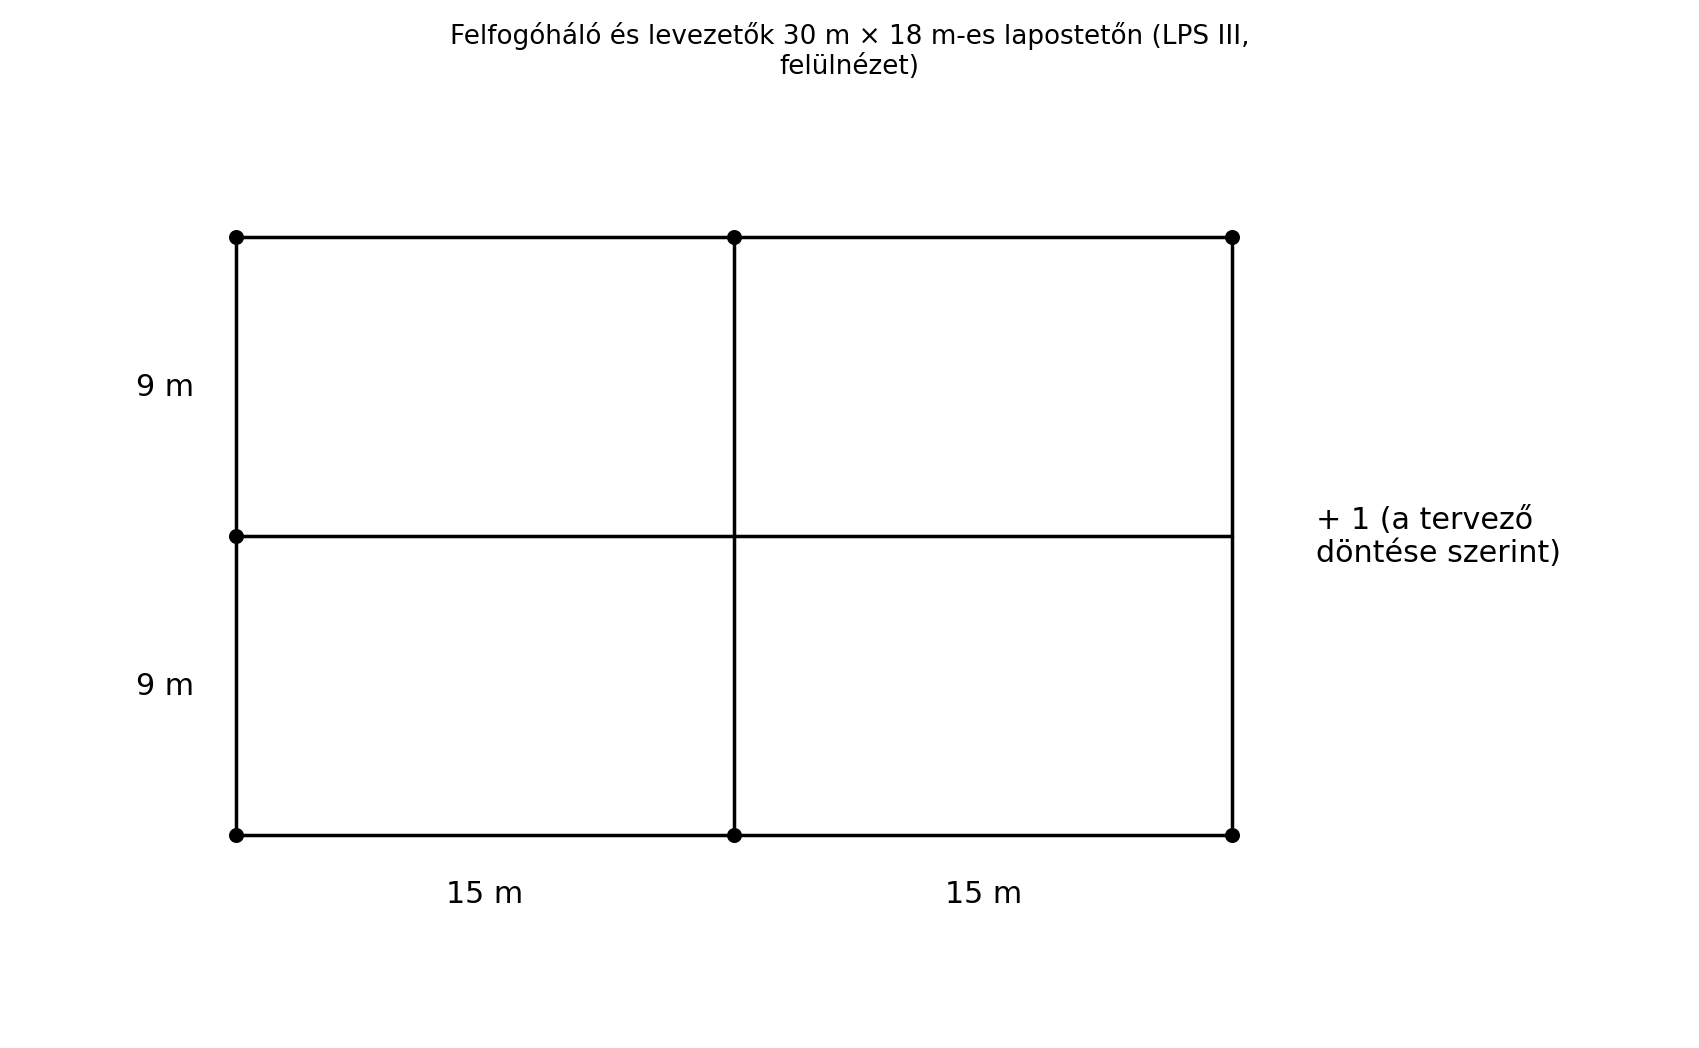 Felfogóháló és levezetők 30 m × 18 m-es lapostetőn (LPS III,
felülnézet)
9 m
+ 1 (a tervező
döntése szerint)
9 m
15 m
15 m